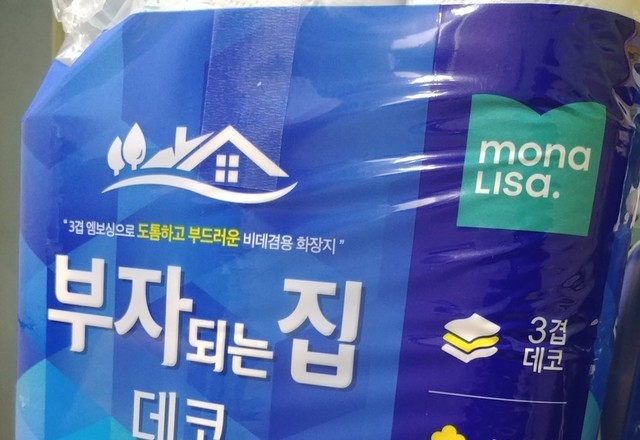 mona
LISa.
" 3겹 엠보싱으로 도톰하고 부드러운 비데겸용 화장지 "
부자되는 집
데코
3겹
데코